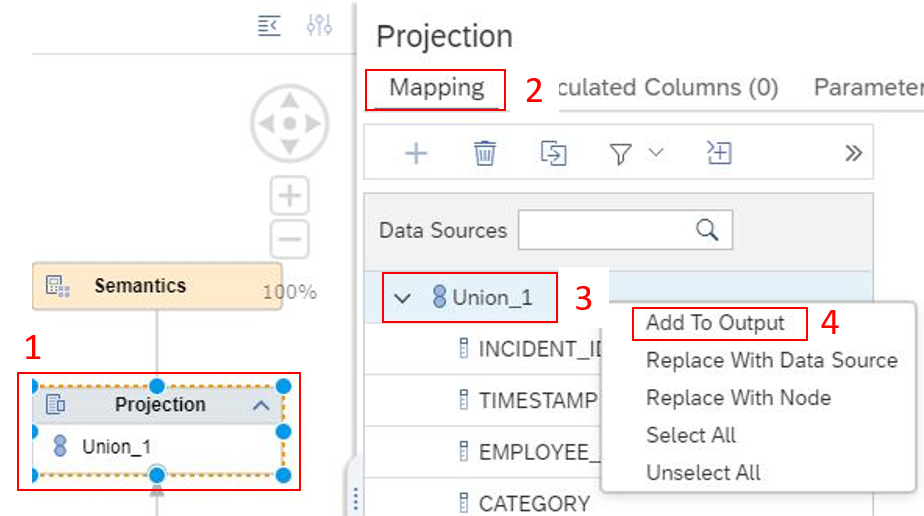 Projection
Mapping
2
culated Columns (0)
Parameter
Data Sources
Semantics
100%
Union_1
3
1
Add To Output
4
INCIDENT_ID
Replace With Data Source
Projection
TIMESTAMP
Replace With Node
Union_1
EMPLOYEE_
Select All
Unselect All
CATEGORY